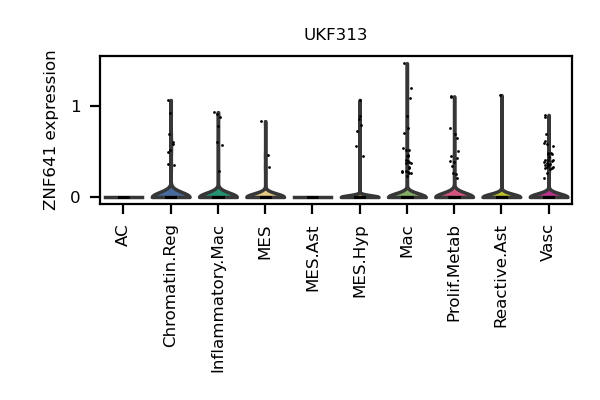 UKF313
ZNF641 expression
1
0
AC
Chromatin.Reg
Inflammatory.Mac
MES
MES.Ast
MES.Hyp
Mac
Prolif.Metab
Reactive.Ast
Vasc